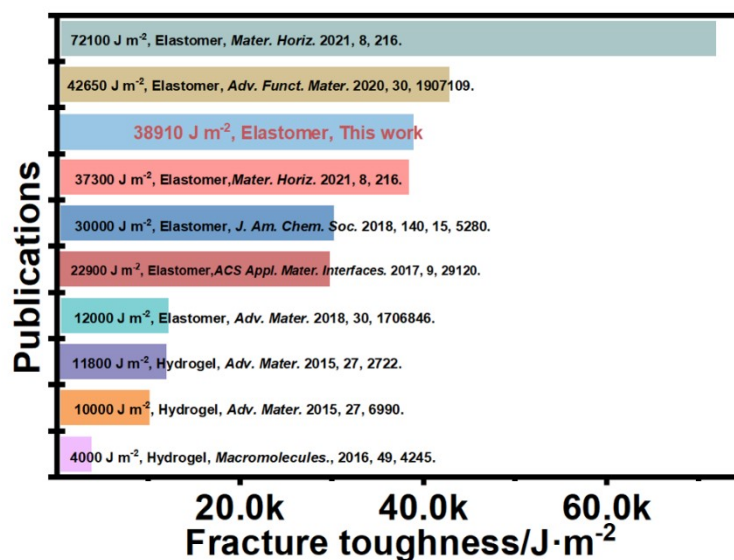 72100 J m⁻², Elastomer, Mater. Horiz. 2021, 8, 216.
42650 J m⁻², Elastomer, Adv. Funct. Mater. 2020, 30, 1907109.
38910 J m⁻², Elastomer, This work
37300 J m⁻², Elastomer,Mater. Horiz. 2021, 8, 216.
30000 J m⁻², Elastomer, J. Am. Chem. Soc. 2018, 140, 15, 5280.
22900 J m⁻², Elastomer,ACS Appl. Mater. Interfaces. 2017, 9, 29120.
12000 J m⁻², Elastomer, Adv. Mater. 2018, 30, 1706846.
11800 J m⁻², Hydrogel, Adv. Mater. 2015, 27, 2722.
10000 J m⁻², Hydrogel, Adv. Mater. 2015, 27, 6990.
4000 J m⁻², Hydrogel, Macromolecules., 2016, 49, 4245.
Publications
20.0k 40.0k 60.0k
Fracture toughness/J·m⁻²